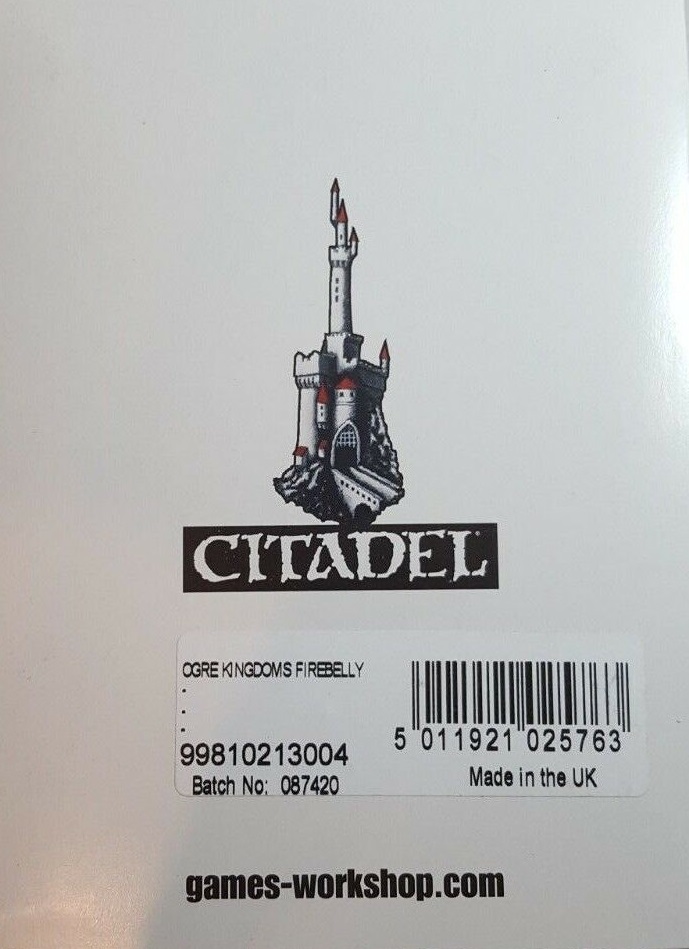 CITADEL
OGRE KINGDOMS FIREBELLY
.
.
.
99810213004
Batch No: 087420
5 011921 025763
Made in the UK
games-workshop.com